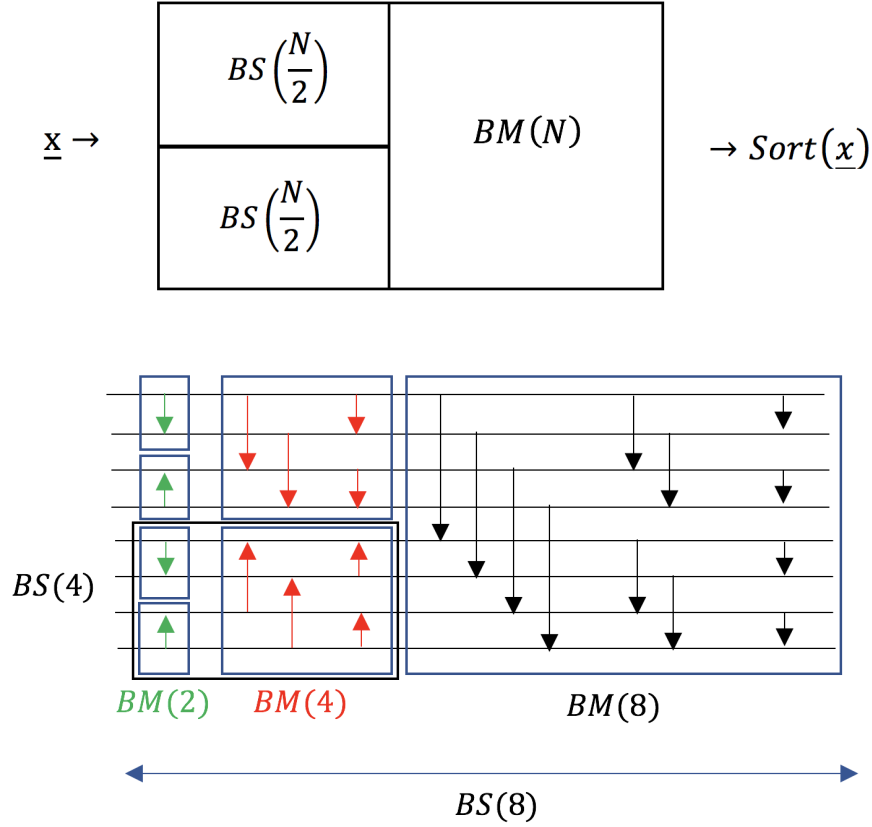 BS(N/2)
x → BM(N) → Sort(x)
BS(N/2)
BS(4)
BM(2) BM(4) BM(8)
BS(8)